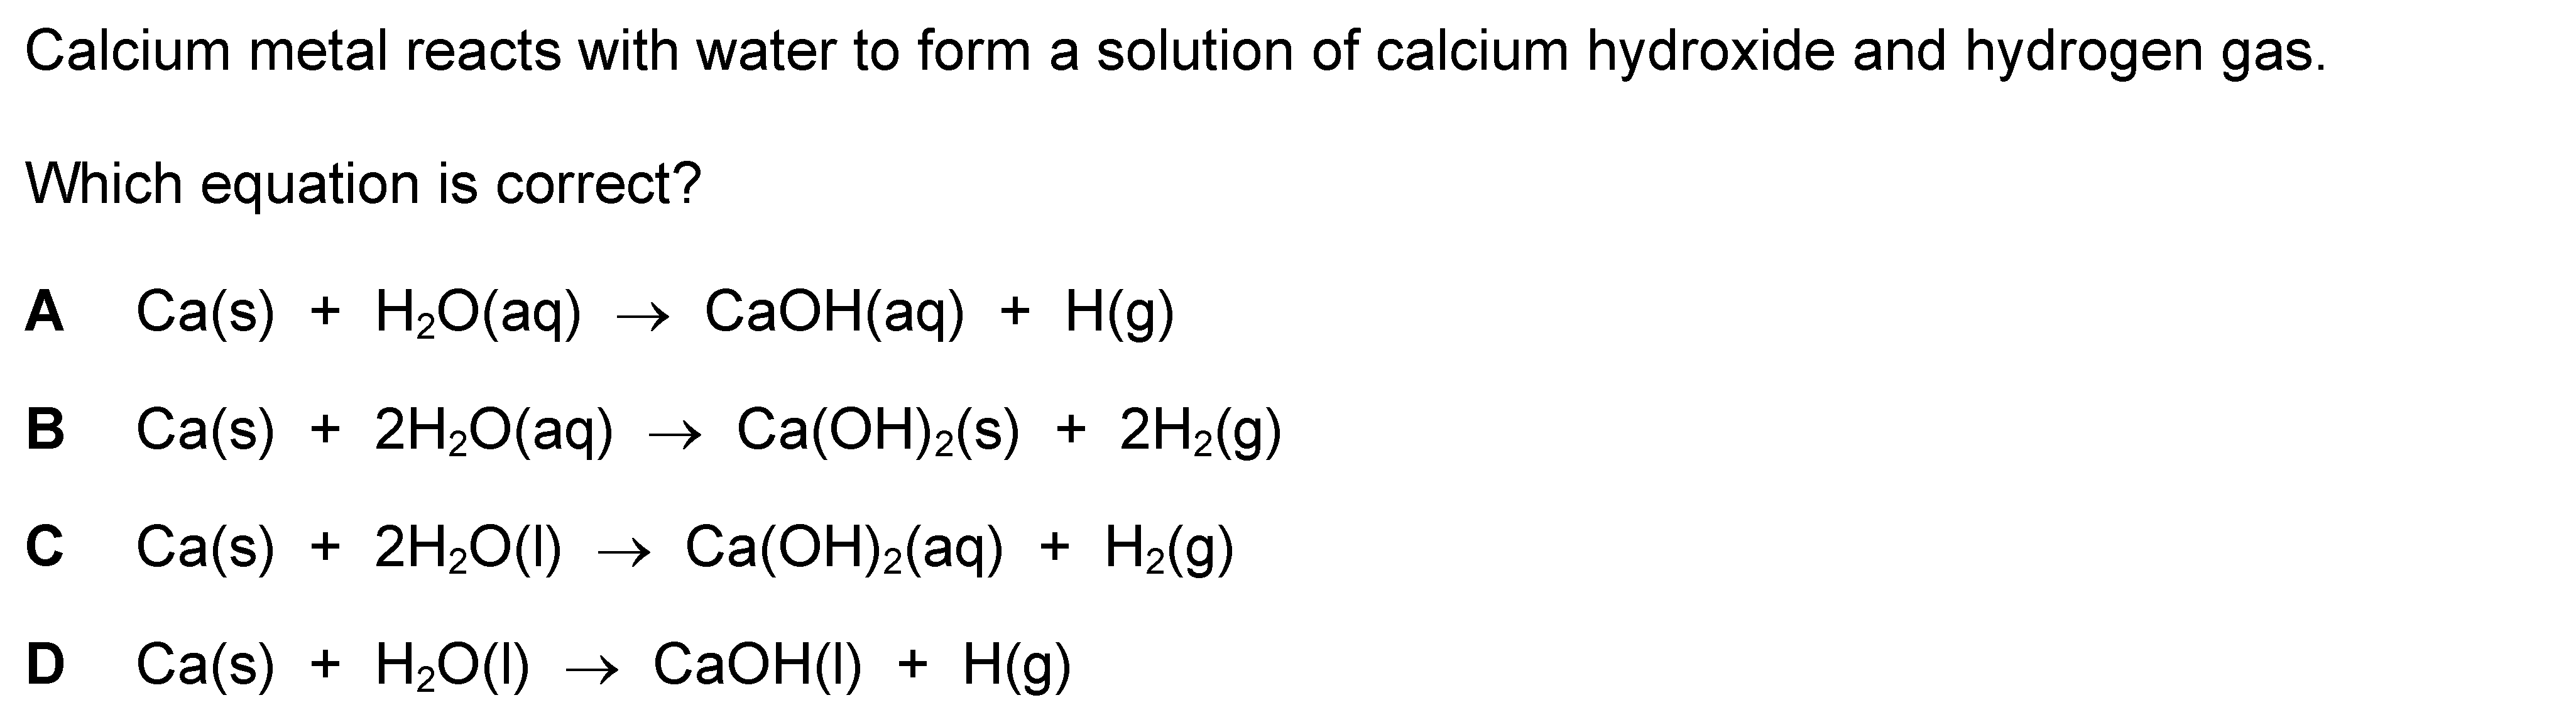 Calcium metal reacts with water to form a solution of calcium hydroxide and hydrogen gas.
Which equation is correct?
A Ca(s) + H₂O(aq) → CaOH(aq) + H(g)
B Ca(s) + 2H₂O(aq) → Ca(OH)₂(s) + 2H₂(g)
C Ca(s) + 2H₂O(l) → Ca(OH)₂(aq) + H₂(g)
D Ca(s) + H₂O(l) → CaOH(l) + H(g)